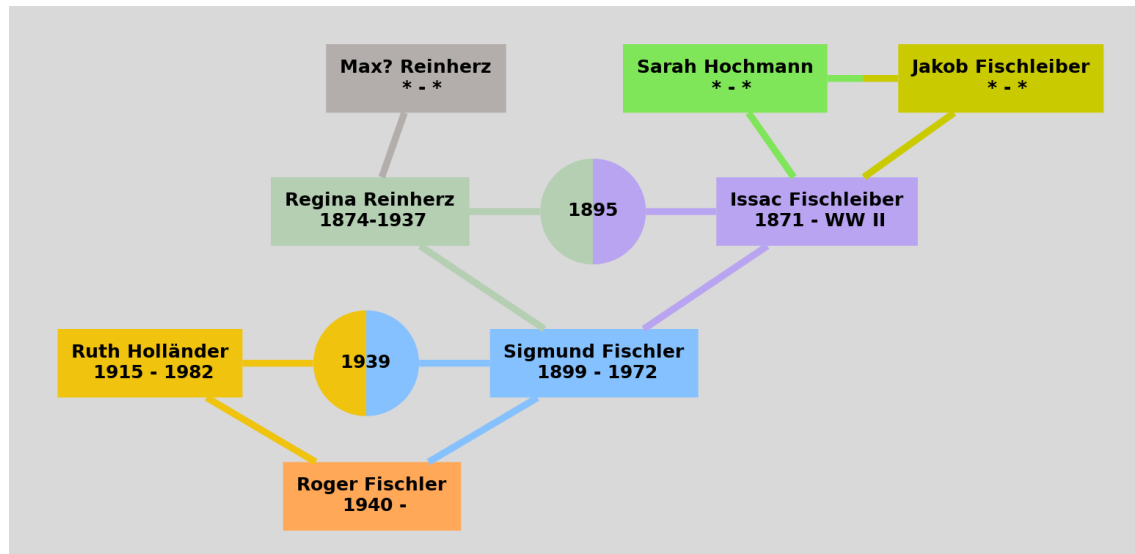 Max? Reinherz
* - *
Sarah Hochmann
* - *
Jakob Fischleiber
* - *
Regina Reinherz
1874-1937
1895
Issac Fischleiber
1871 - WW II
Ruth Holländer
1915 - 1982
1939
Sigmund Fischler
1899 - 1972
Roger Fischler
1940 -